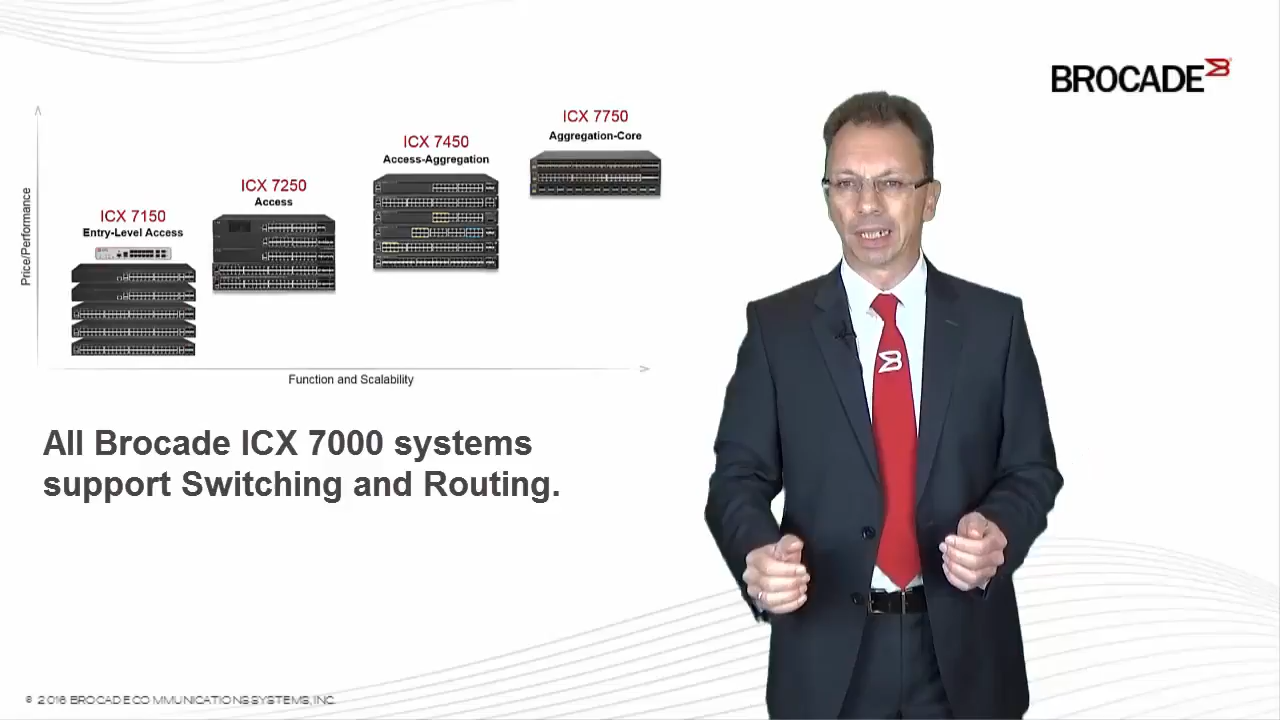 BROCADE
ICX 7750
Aggregation-Core
ICX 7450
Access-Aggregation
ICX 7250
Access
ICX 7150
Entry-Level Access
Price/Performance
Function and Scalability
All Brocade ICX 7000 systems
support Switching and Routing.
© 2016 BROCADE COMMUNICATIONS SYSTEMS, INC.